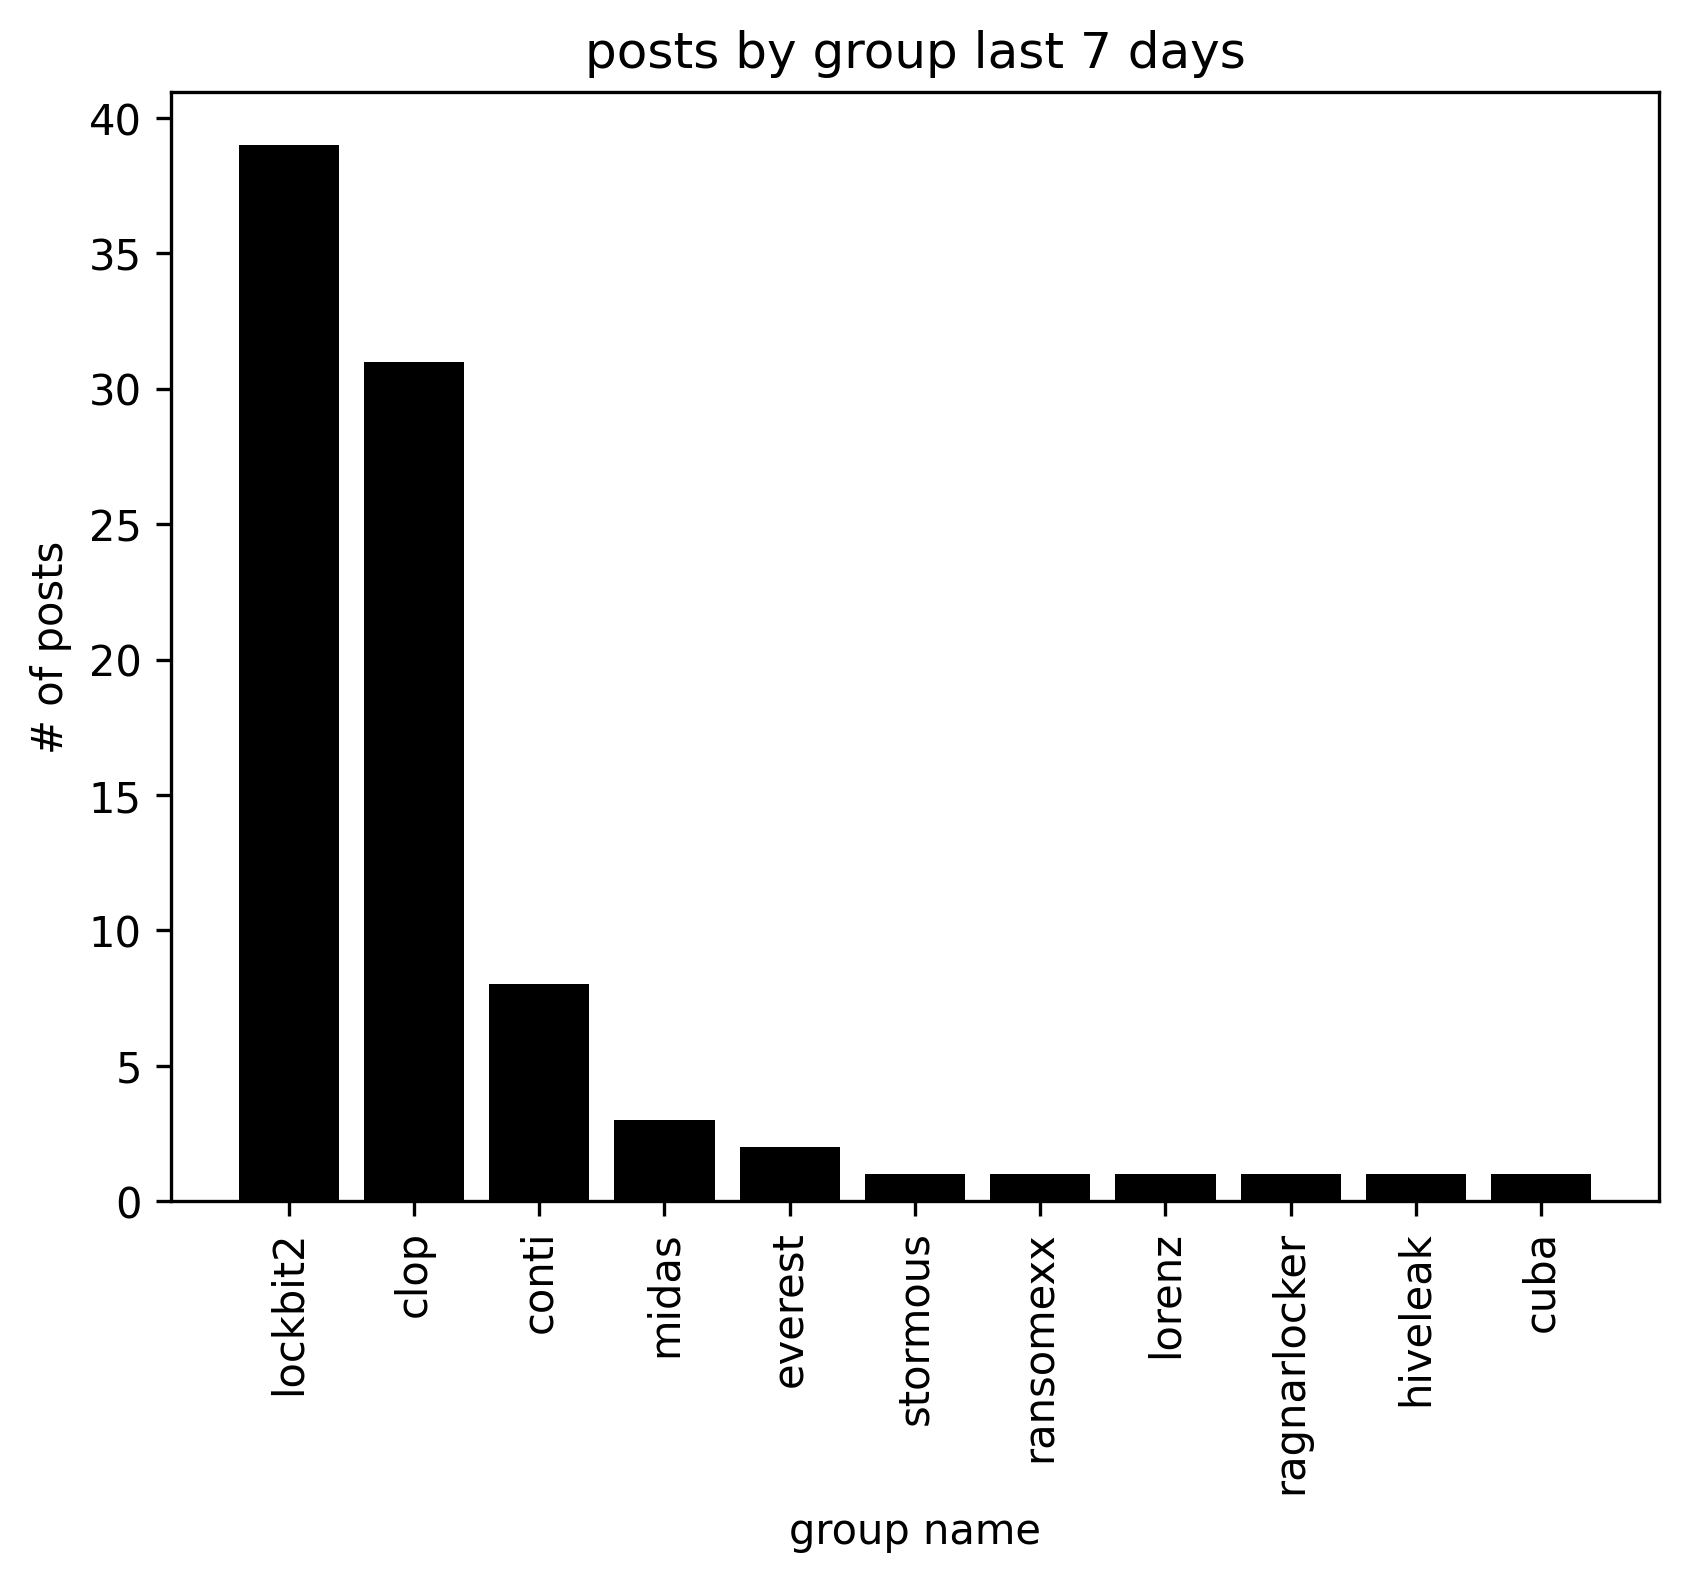 posts by group last 7 days
# of posts
40
35
30
25
20
15
10
5
0
lockbit2
clop
conti
midas
everest
stormous
ransomexx
lorenz
ragnarlocker
hiveleak
cuba
group name